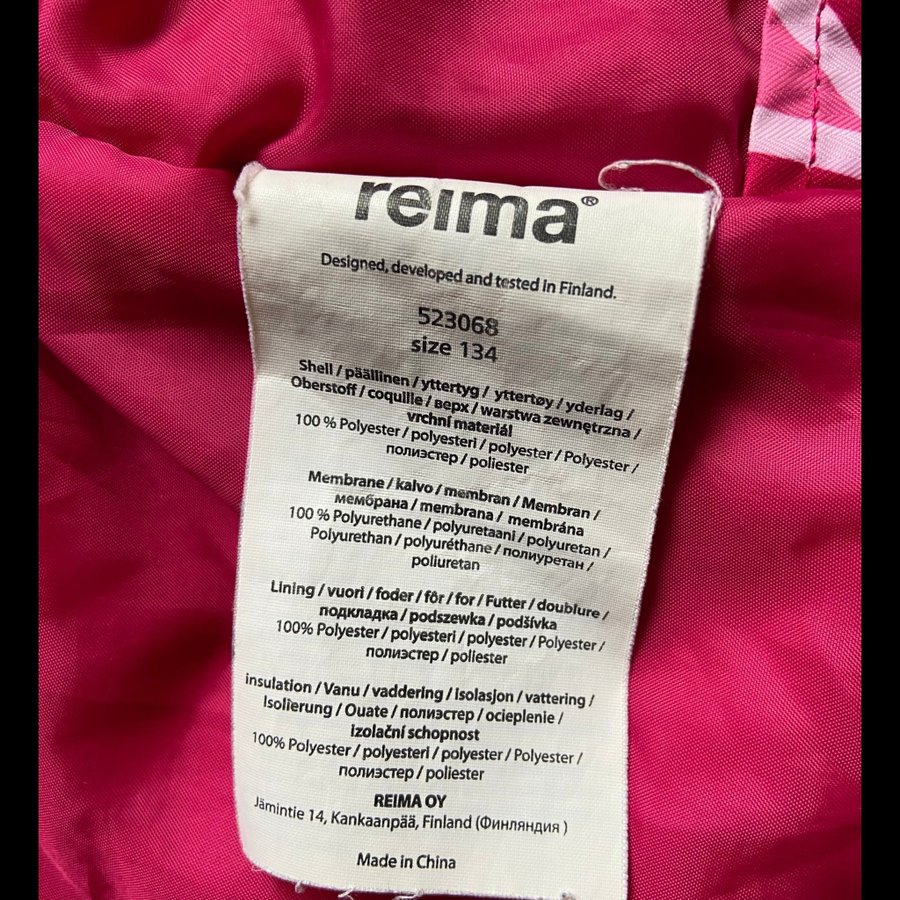 reima®
Designed, developed and tested in Finland.
523068
size 134
Shell / päällinen / yttertyg / yttertøy / yderlag /
Oberstoff / coquille / верх / warstwa zewnętrzna /
vrchní materiál
100 % Polyester / polyesteri / polyester / Polyester /
полиэстер / poliester
Membrane / kalvo / membran / Membran /
мембрана / membrana / membrána
100 % Polyurethane / polyuretaani / polyuretan /
Polyurethan / polyuréthane / полиуретан /
poliuretan
Lining / vuori / foder / fôr / for / Futter / doublure /
подкладка / podszewka / podšívka
100% Polyester / polyesteri / polyester / Polyester /
полиэстер / poliester
insulation / Vanu / vaddering / isolasjon / vattering /
Isolierung / Ouate / полиэстер / ocieplenie /
izolační schopnost
100% Polyester / polyesteri / polyester / Polyester /
полиэстер / poliester
REIMA OY
Jämintie 14, Kankaanpää, Finland (Финляндия )
Made in China